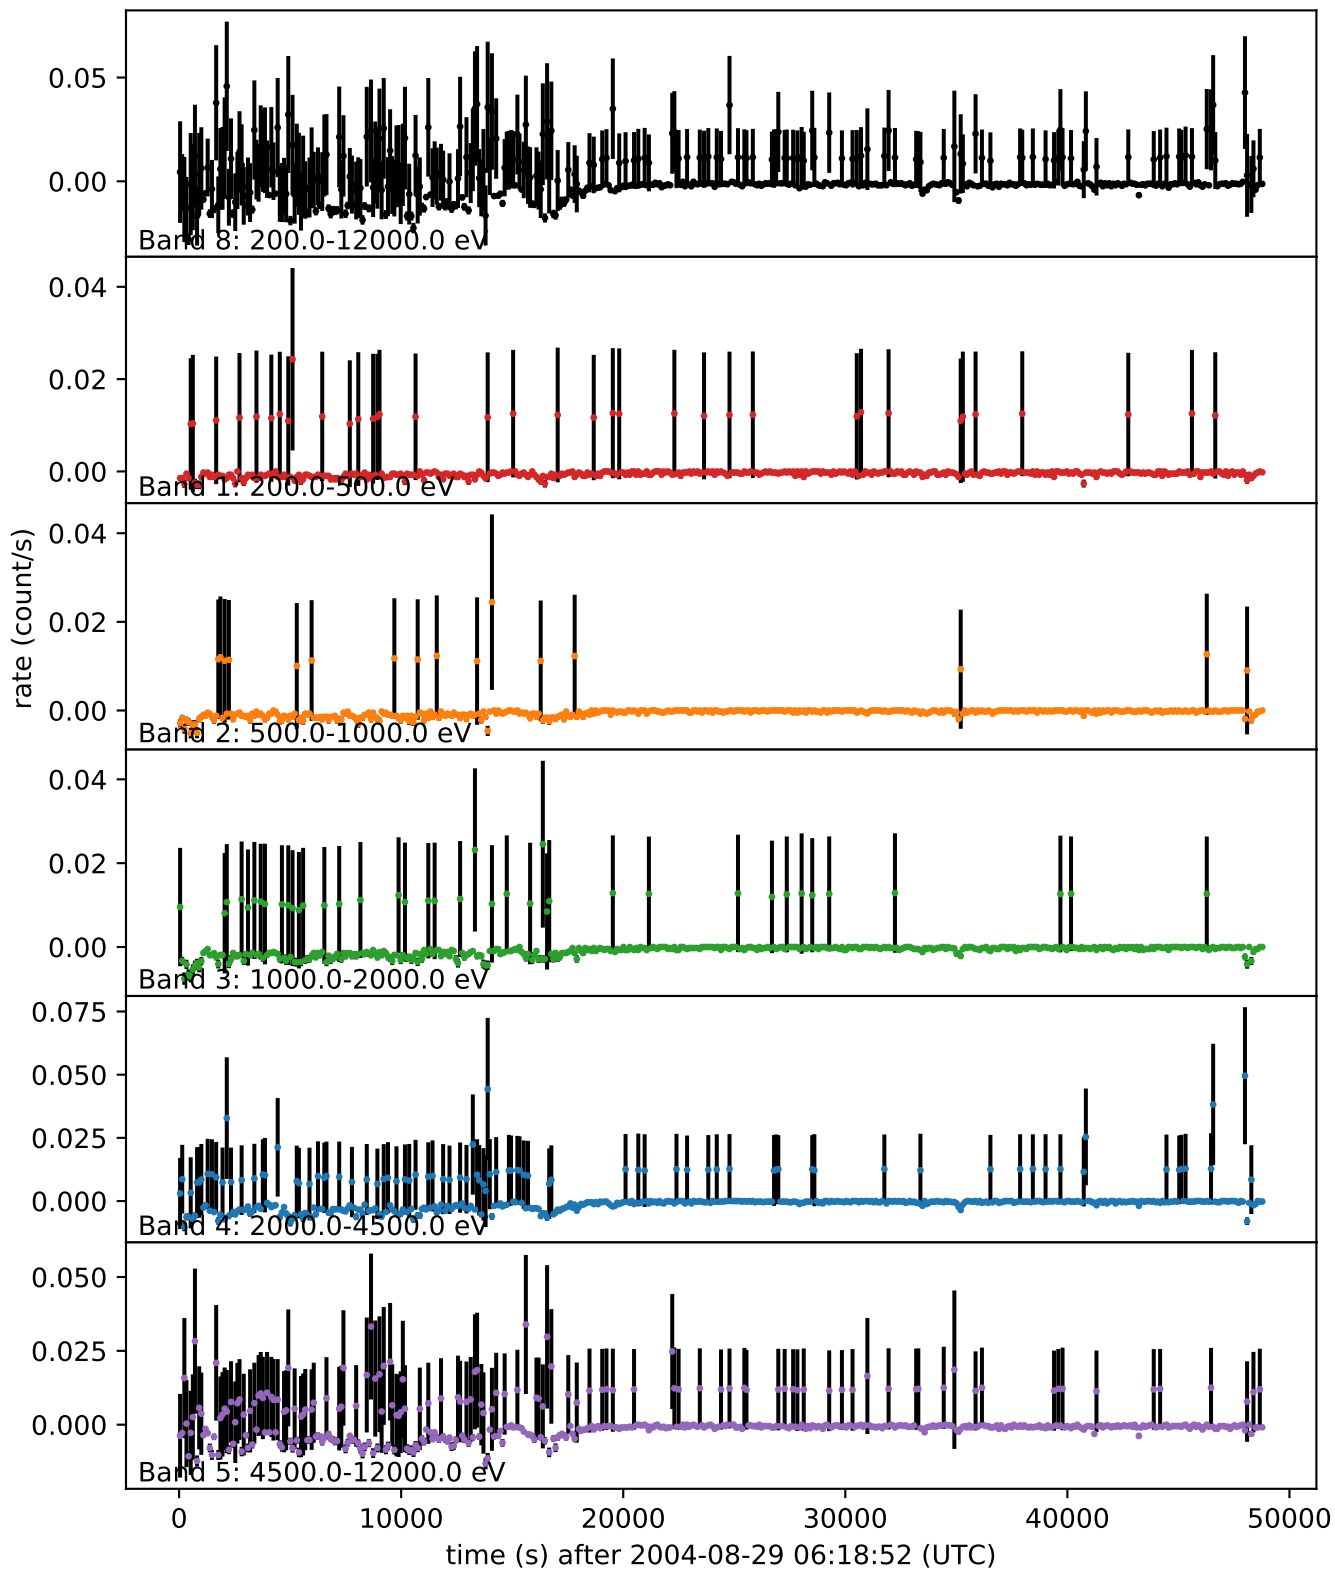 0.05
0.00
Band 8: 200.0-12000.0 eV
0.04
0.02
0.00
Band 1: 200.0-500.0 eV
rate (count/s)
0.04
0.02
0.00
Band 2: 500.0-1000.0 eV
0.04
0.02
0.00
Band 3: 1000.0-2000.0 eV
0.075
0.050
0.025
0.000
Band 4: 2000.0-4500.0 eV
0.050
0.025
0.000
Band 5: 4500.0-12000.0 eV
0 10000 20000 30000 40000 50000
time (s) after 2004-08-29 06:18:52 (UTC)